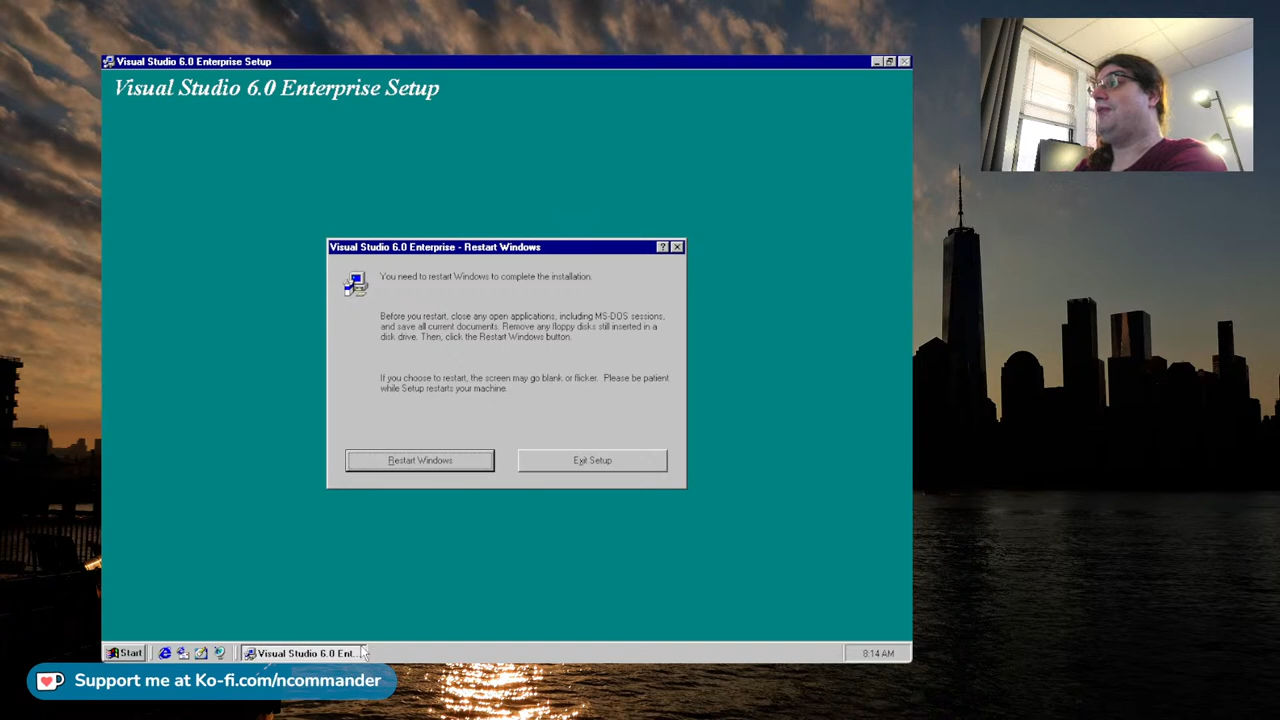 Visual Studio 6.0 Enterprise Setup
Visual Studio 6.0 Enterprise Setup
Visual Studio 6.0 Enterprise - Restart Windows
You need to restart Windows to complete the installation.
Before you restart, close any open applications, including MS-DOS sessions,
and save all current documents. Remove any floppy disks still inserted in a
disk drive. Then, click the Restart Windows button.
If you choose to restart, the screen may go blank or flicker. Please be patient
while Setup restarts your machine.
Restart Windows
Exit Setup
Start
Visual Studio 6.0 Ent...
8:14 AM
Support me at Ko-fi.com/ncommander